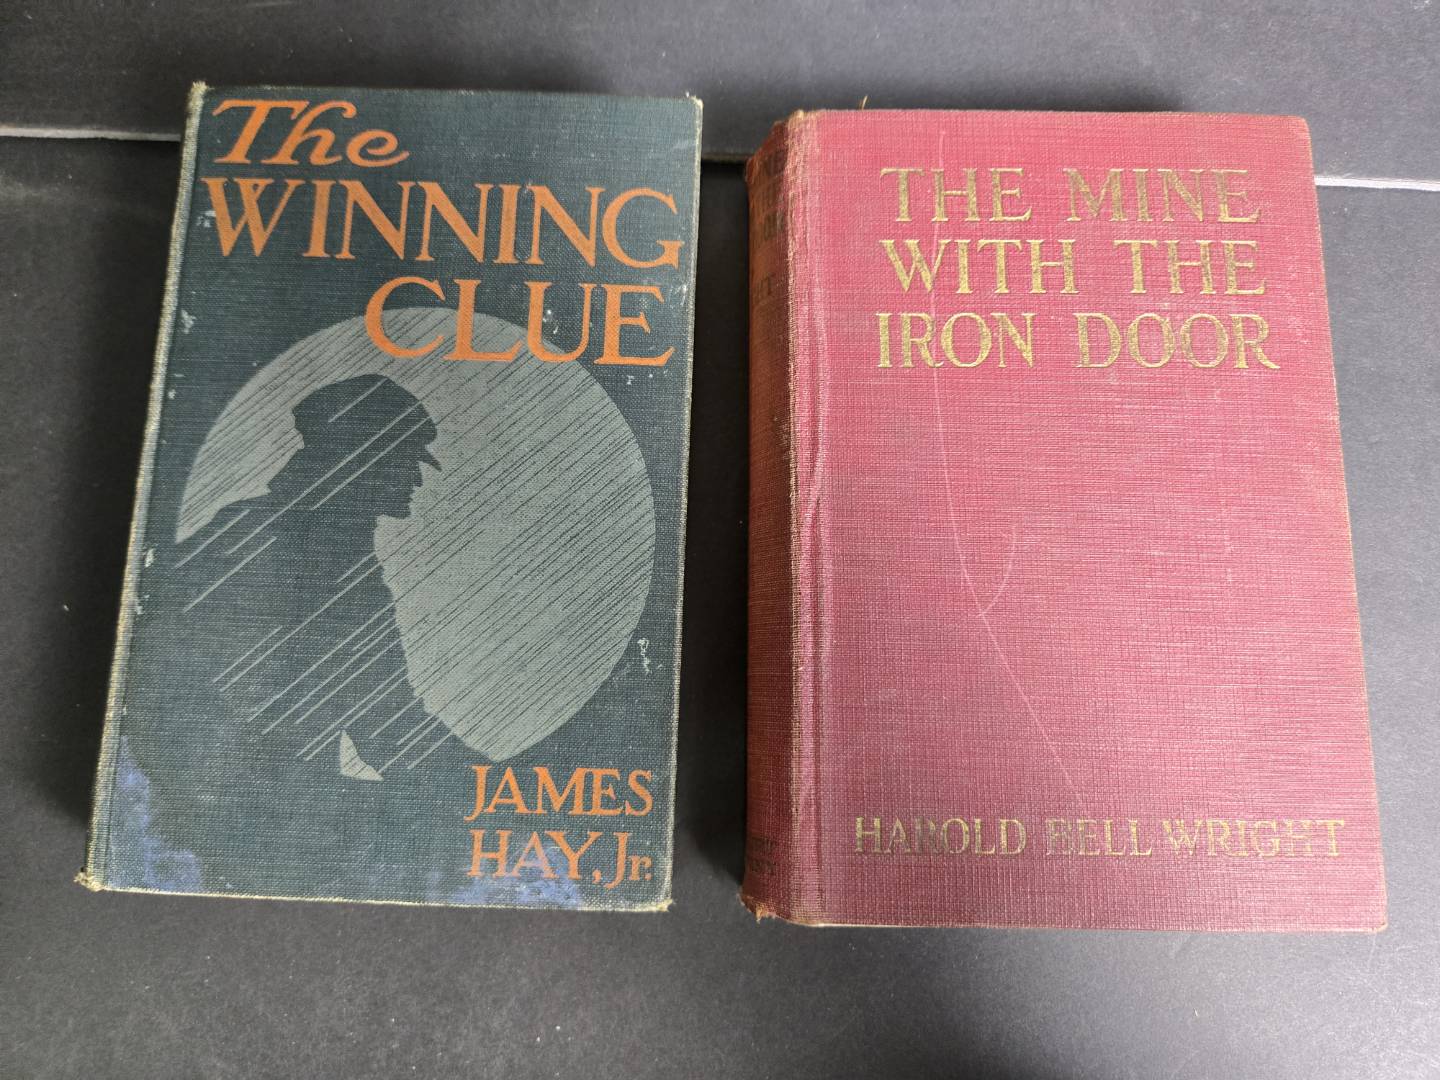 The
WINNING
CLUE
JAMES
HAY, Jr.
THE MINE
WITH THE
IRON DOOR
HAROLD BELL WRIGHT